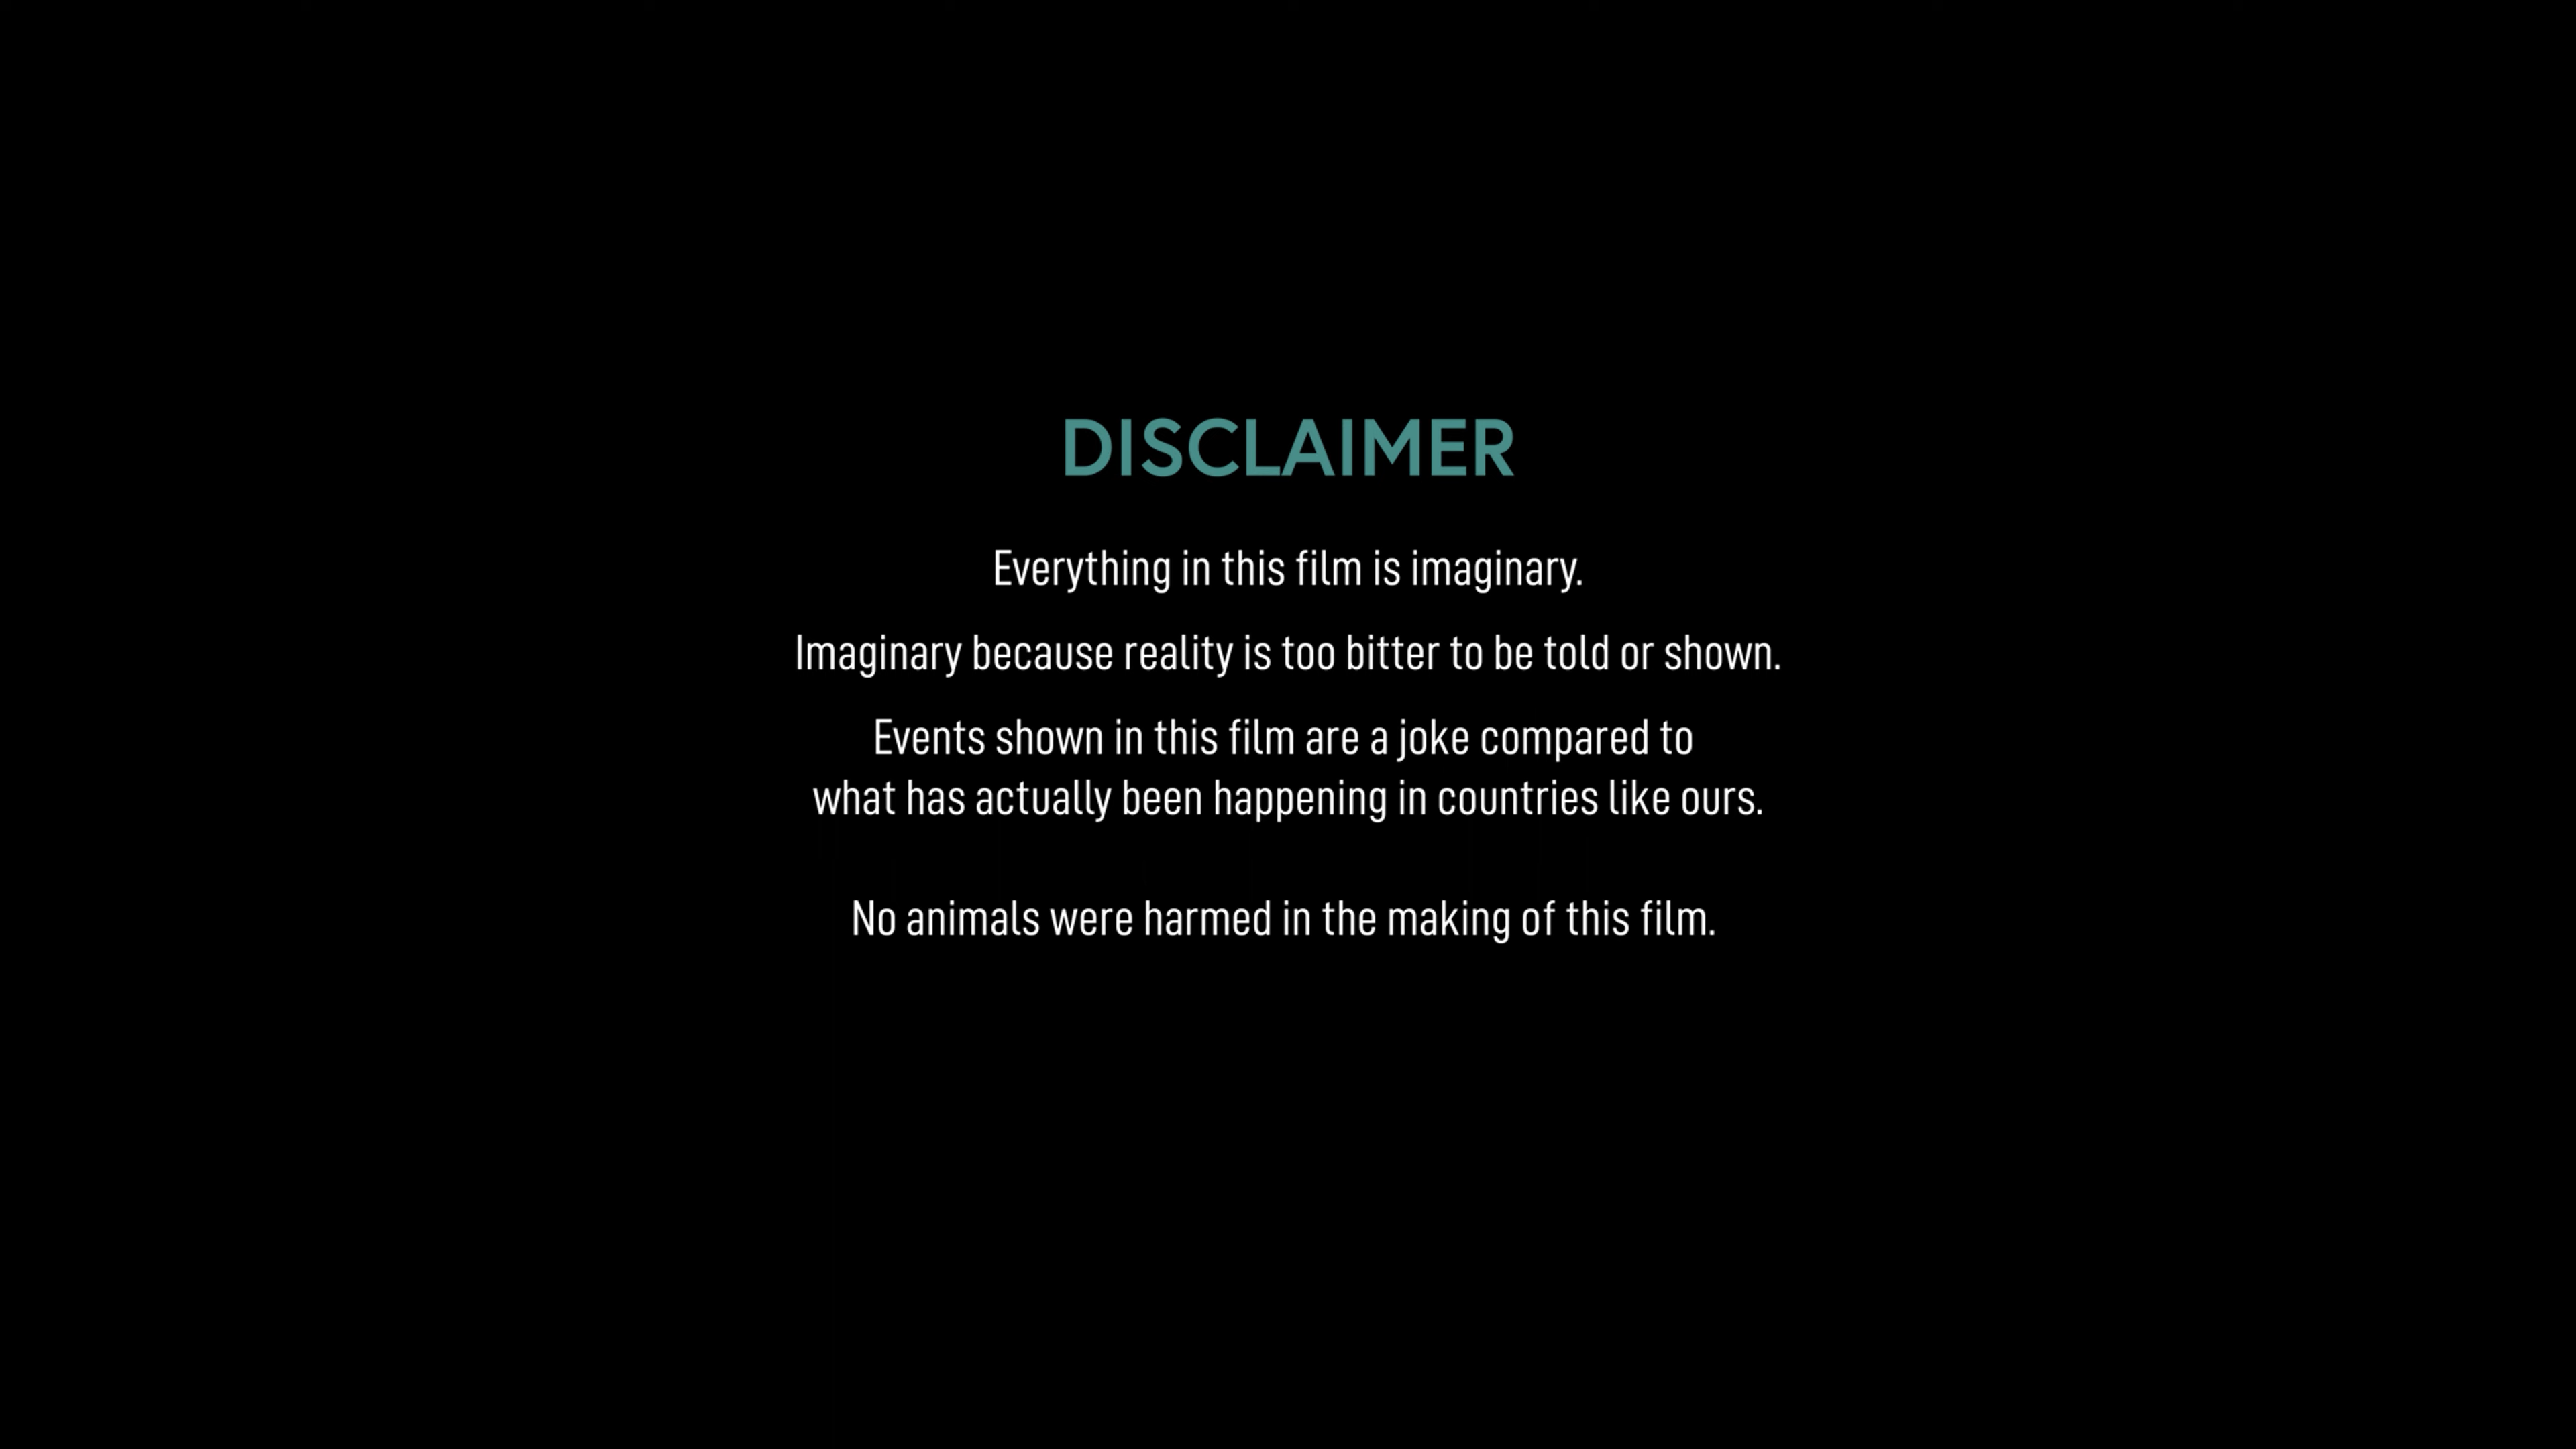 DISCLAIMER
Everything in this film is imaginary.
Imaginary because reality is too bitter to be told or shown.
Events shown in this film are a joke compared to
what has actually been happening in countries like ours.
No animals were harmed in the making of this film.